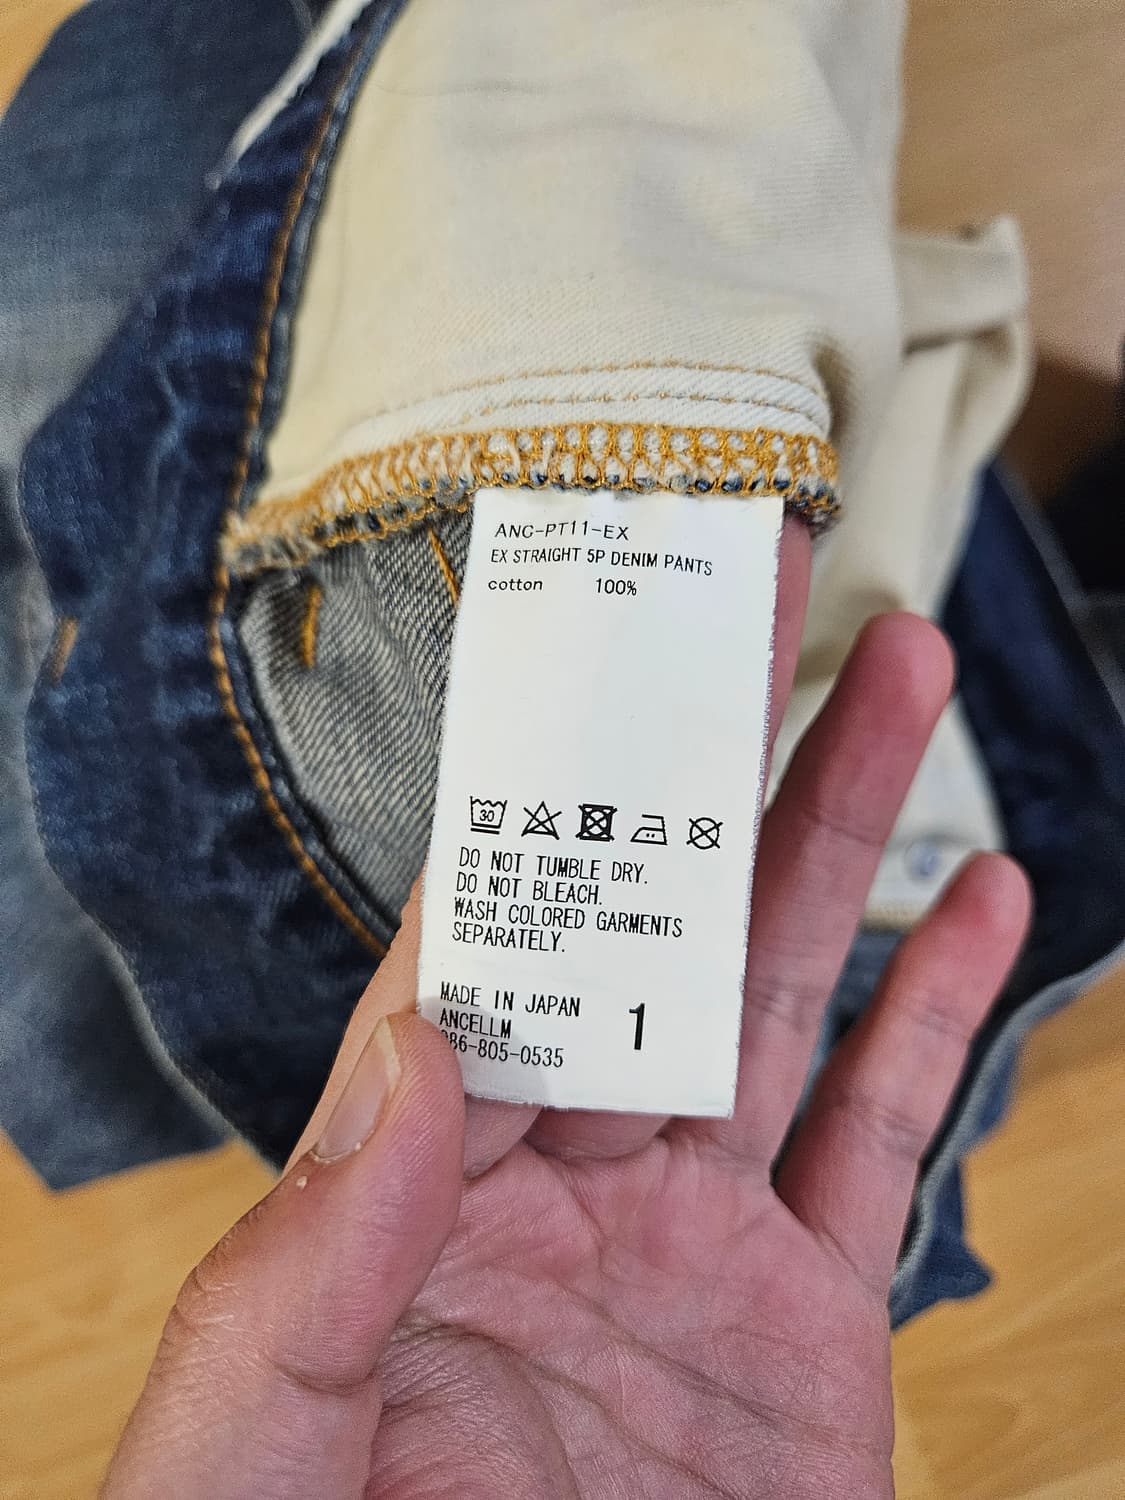 ANC-PT11-EX
EX STRAIGHT 5P DENIM PANTS
cotton 100%
30
DO NOT TUMBLE DRY.
DO NOT BLEACH.
WASH COLORED GARMENTS
SEPARATELY.
MADE IN JAPAN
ANCELLM
086-805-0535
1